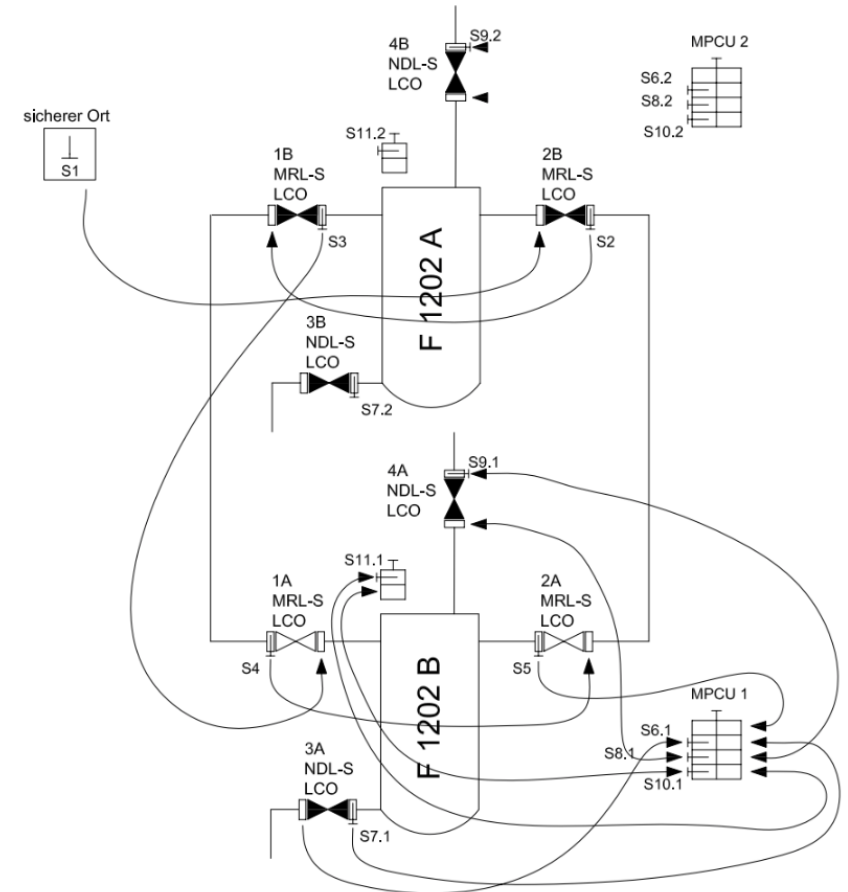 S9.2
4B
NDL-S
LCO
MPCU 2
S6.2
S8.2
S10.2
sicherer Ort
S1
S11.2
1B
MRL-S
LCO
S3
2B
MRL-S
LCO
S2
F 1202 A
3B
NDL-S
LCO
S7.2
S9.1
4A
NDL-S
LCO
S11.1
1A
MRL-S
LCO
S4
2A
MRL-S
LCO
S5
F 1202 B
MPCU 1
S6.1
S8.1
S10.1
3A
NDL-S
LCO
S7.1